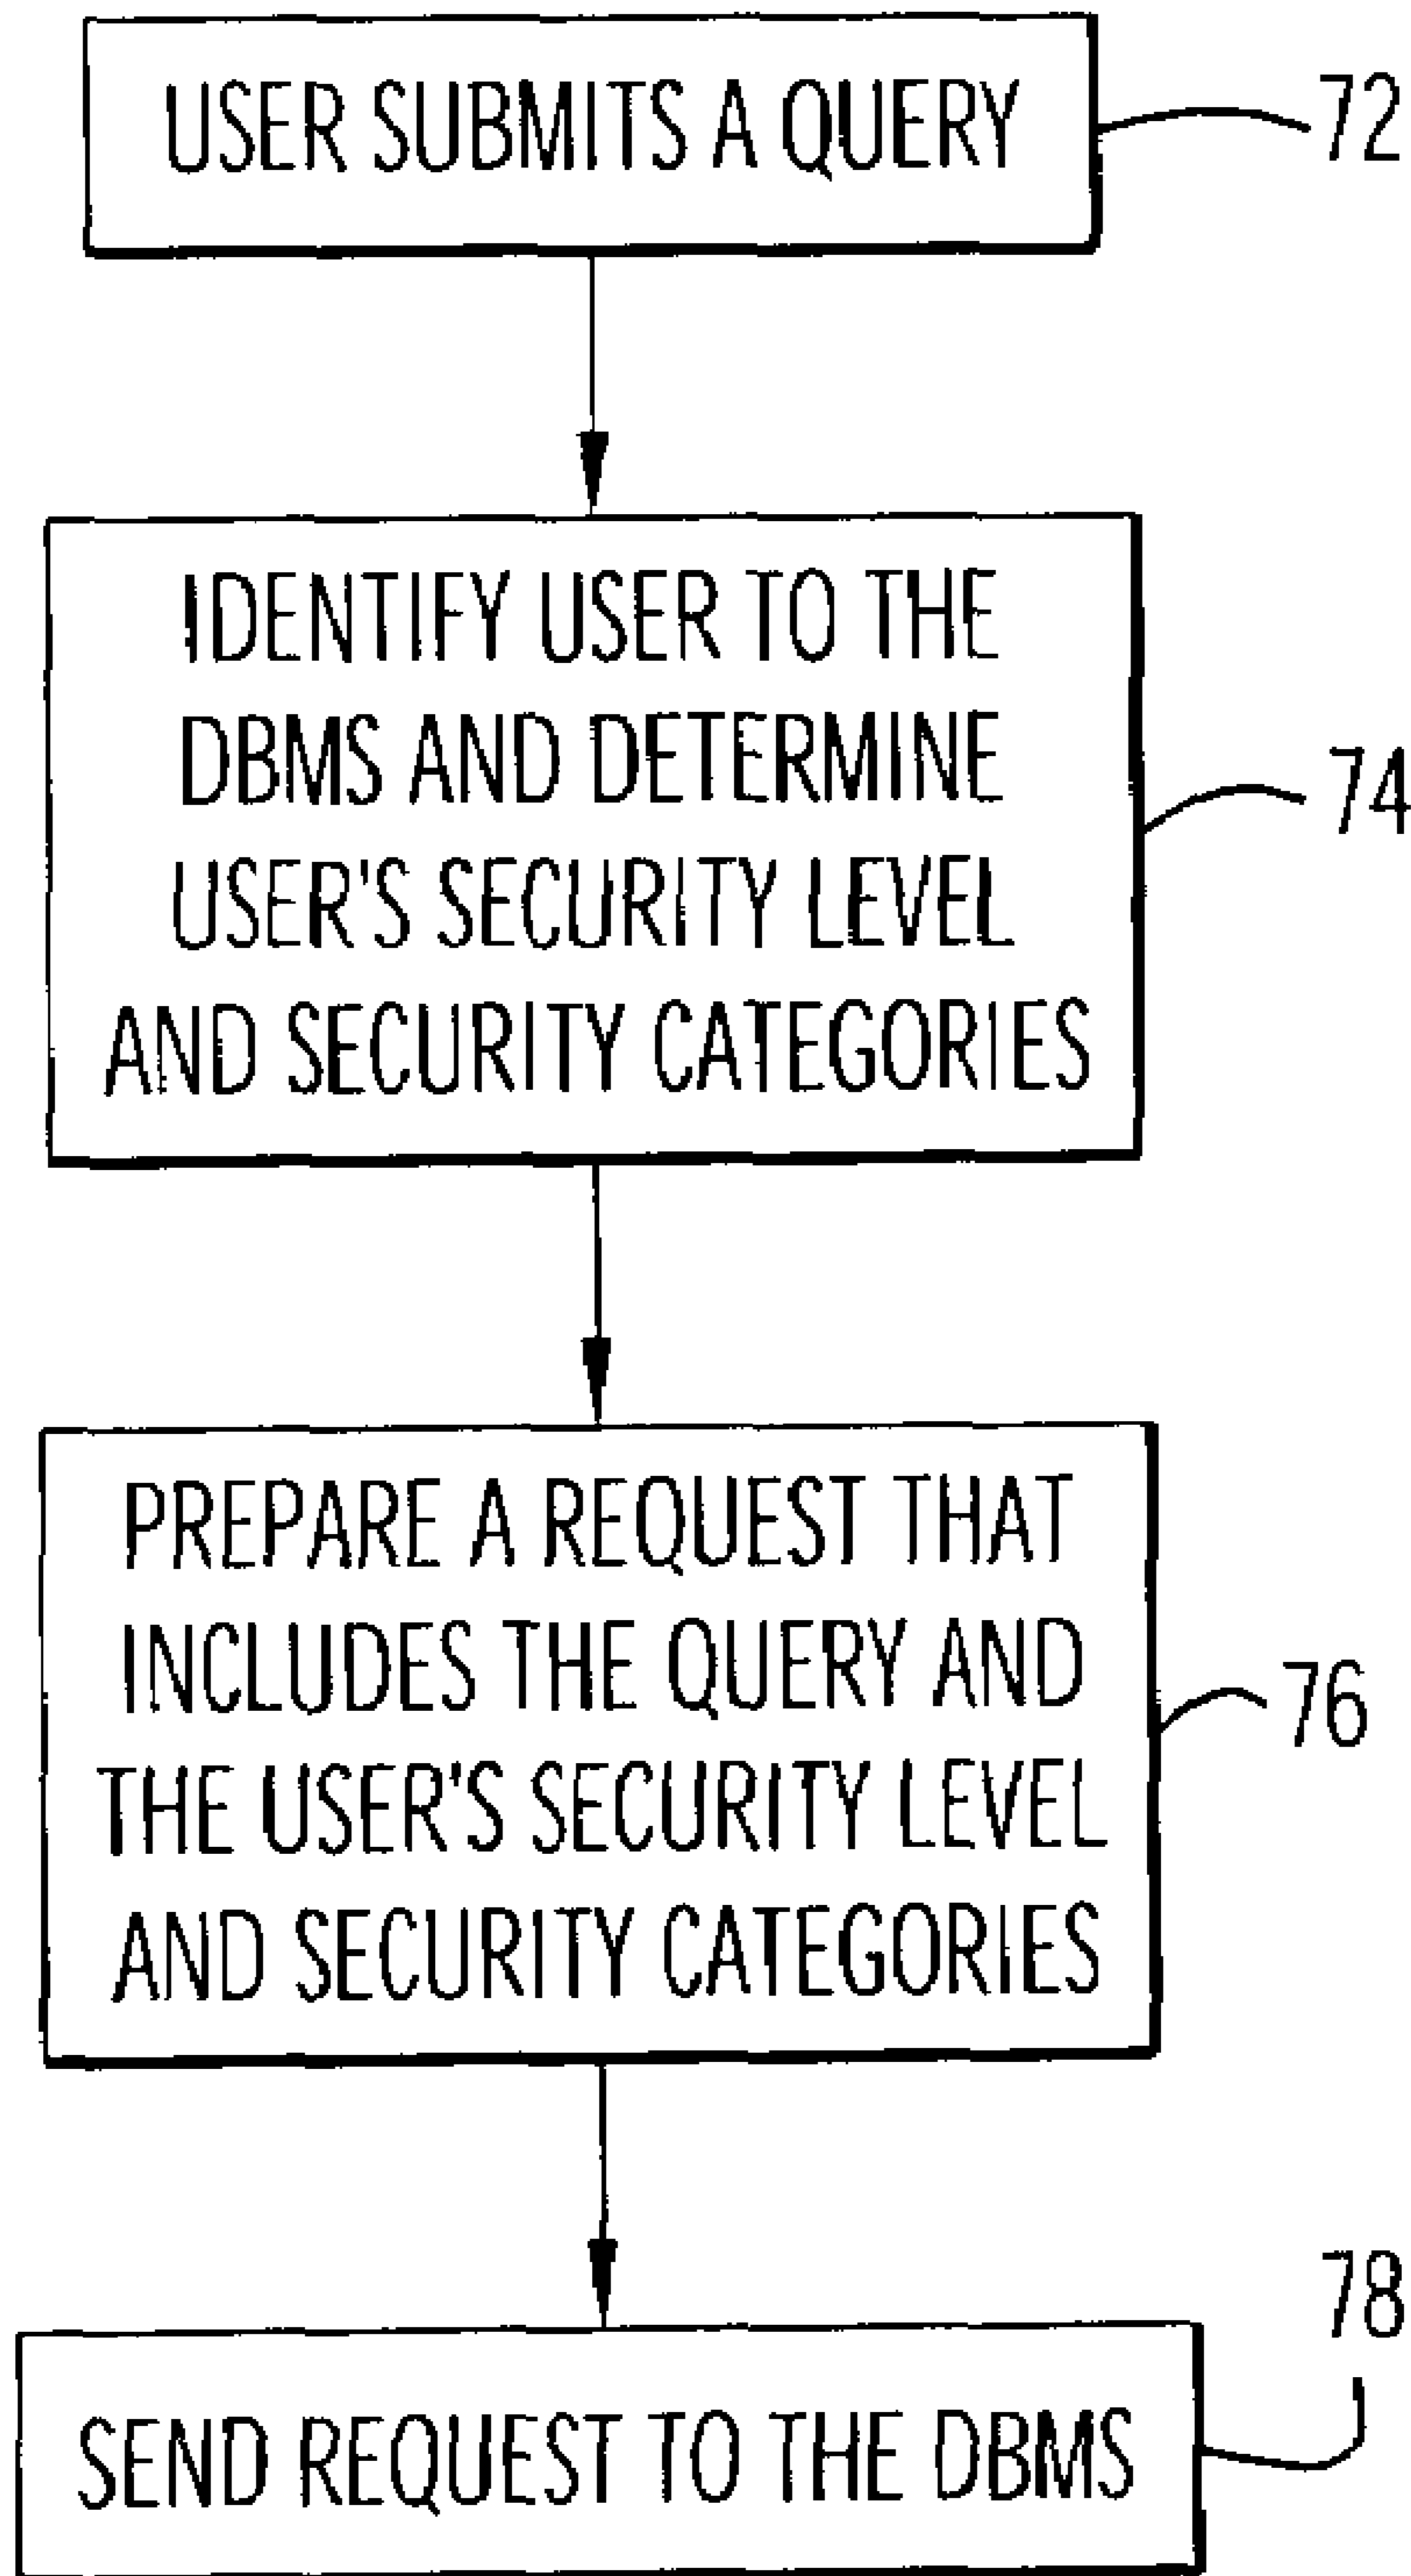 USER SUBMITS A QUERY
72
IDENTIFY USER TO THE
DBMS AND DETERMINE
USER'S SECURITY LEVEL
AND SECURITY CATEGORIES
74
PREPARE A REQUEST THAT
INCLUDES THE QUERY AND
THE USER'S SECURITY LEVEL
AND SECURITY CATEGORIES
76
78
SEND REQUEST TO THE DBMS